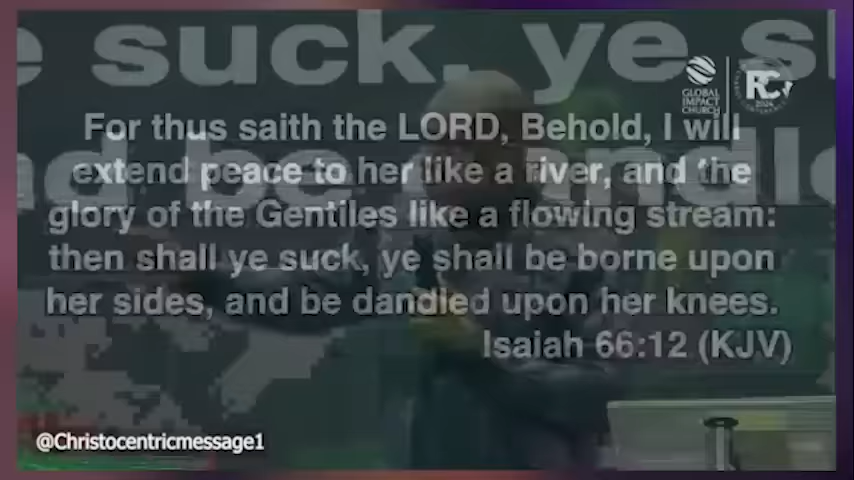 e suck, ye s
GLOBAL
IMPACT
CHURCH
RC
2024
For thus saith the LORD, Behold, I will
extend peace to her like a river, and the
glory of the Gentiles like a flowing stream:
then shall ye suck, ye shall be borne upon
her sides, and be dandled upon her knees.
Isaiah 66:12 (KJV)
@Christocentricmessage1